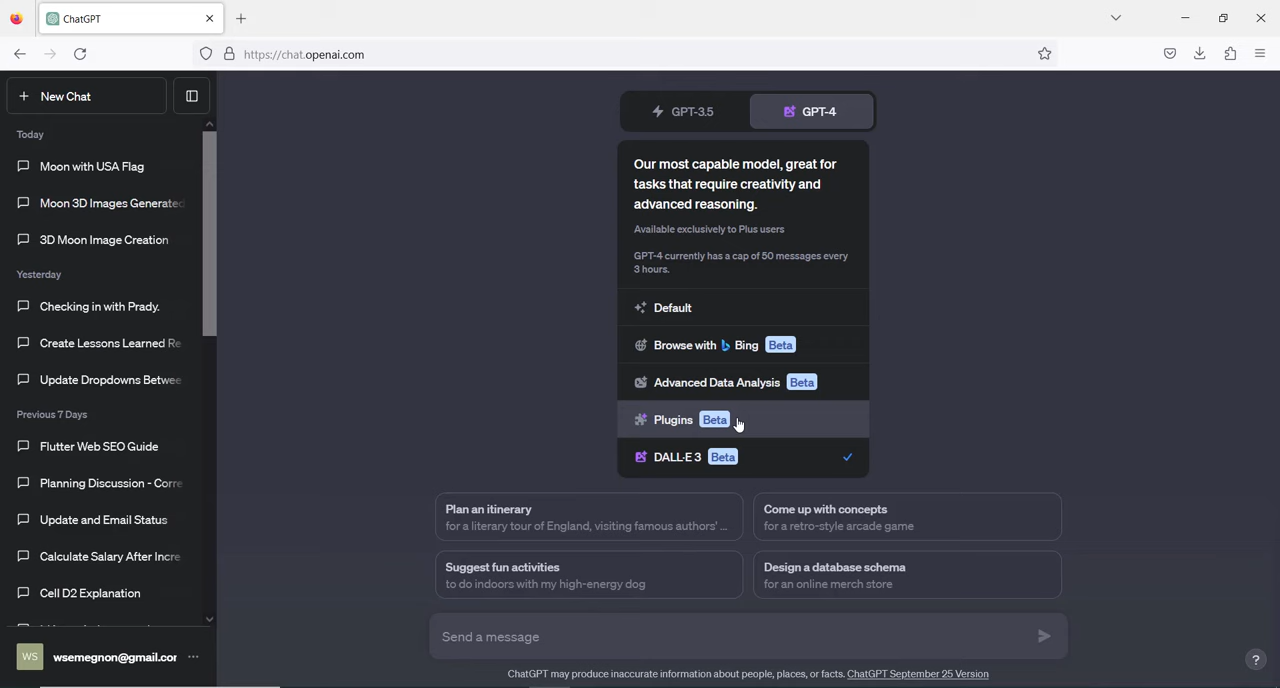 ChatGPT
https://chat.openai.com
New Chat
Today
Moon with USA Flag
Moon 3D Images Generated
3D Moon Image Creation
Yesterday
Checking in with Prady.
Create Lessons Learned Re
Update Dropdowns Betwee
Previous 7 Days
Flutter Web SEO Guide
Planning Discussion - Corre
Update and Email Status
Calculate Salary After Incre
Cell D2 Explanation
WS wsemegnon@gmail.cor
GPT-3.5 GPT-4
Our most capable model, great for
tasks that require creativity and
advanced reasoning.
Available exclusively to Plus users
GPT-4 currently has a cap of 50 messages every
3 hours.
Default
Browse with Bing Beta
Advanced Data Analysis Beta
Plugins Beta
DALL·E 3 Beta
Plan an itinerary
for a literary tour of England, visiting famous authors' ...
Come up with concepts
for a retro-style arcade game
Suggest fun activities
to do indoors with my high-energy dog
Design a database schema
for an online merch store
Send a message
ChatGPT may produce inaccurate information about people, places, or facts. ChatGPT September 25 Version
?